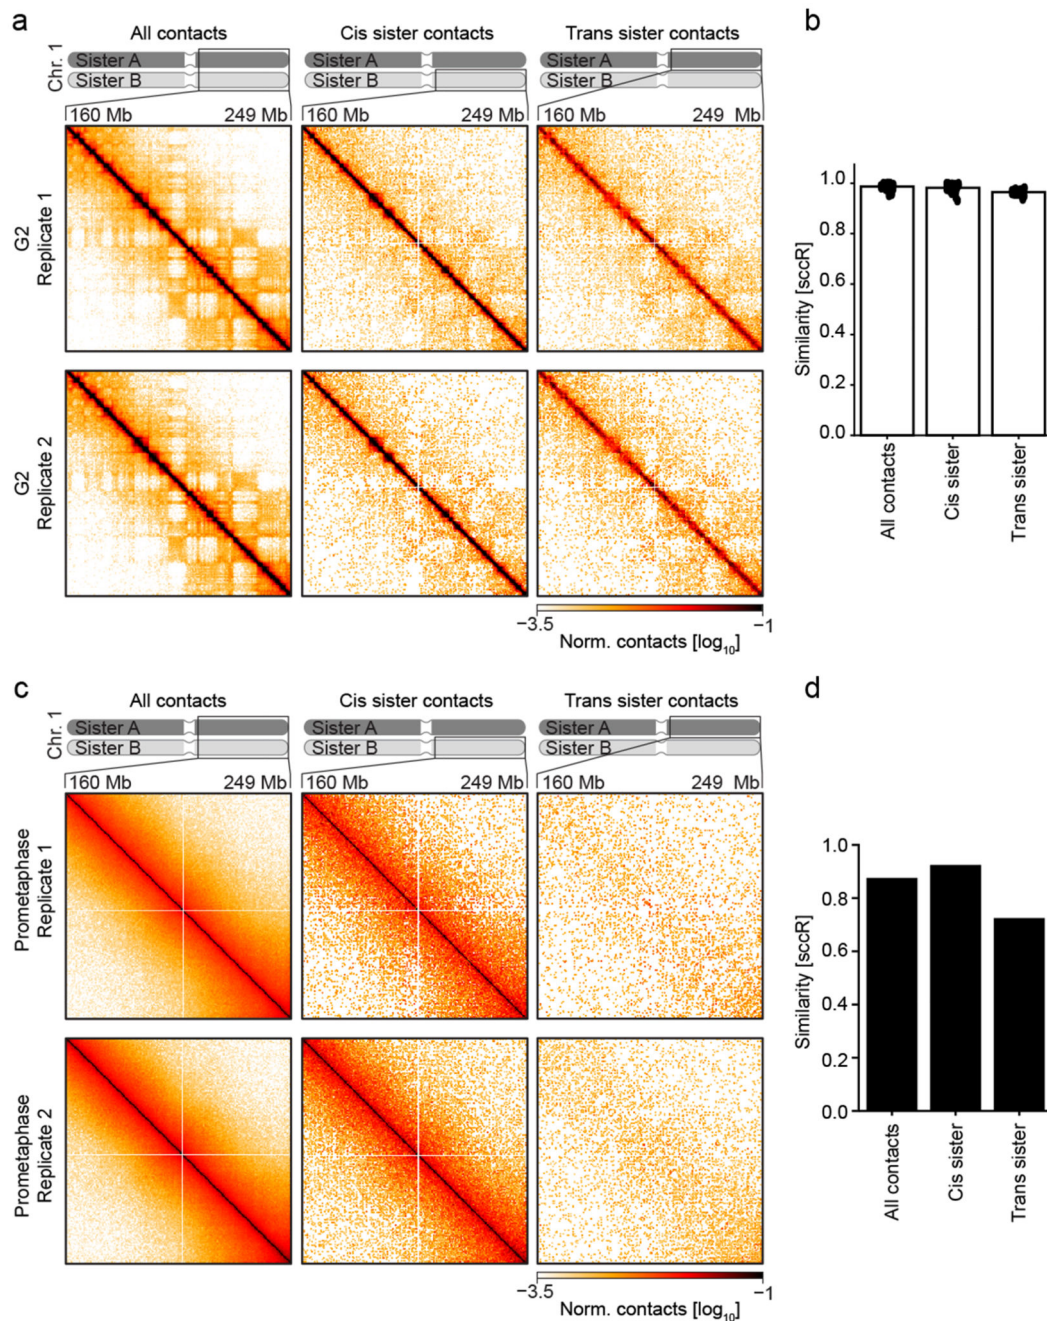 a
All contacts
Cis sister contacts
Trans sister contacts
Chr. 1
Sister A
Sister B
Sister A
Sister B
Sister A
Sister B
160 Mb
249 Mb
160 Mb
249 Mb
160 Mb
249 Mb
G2
Replicate 1
G2
Replicate 2
−3.5
−1
Norm. contacts [log10]
b
Similarity [sccR]
1.0
0.8
0.6
0.4
0.2
0.0
All contacts
Cis sister
Trans sister
c
All contacts
Cis sister contacts
Trans sister contacts
Chr. 1
Sister A
Sister B
Sister A
Sister B
Sister A
Sister B
160 Mb
249 Mb
160 Mb
249 Mb
160 Mb
249 Mb
Prometaphase
Replicate 1
Prometaphase
Replicate 2
−3.5
−1
Norm. contacts [log10]
d
Similarity [sccR]
1.0
0.8
0.6
0.4
0.2
0.0
All contacts
Cis sister
Trans sister